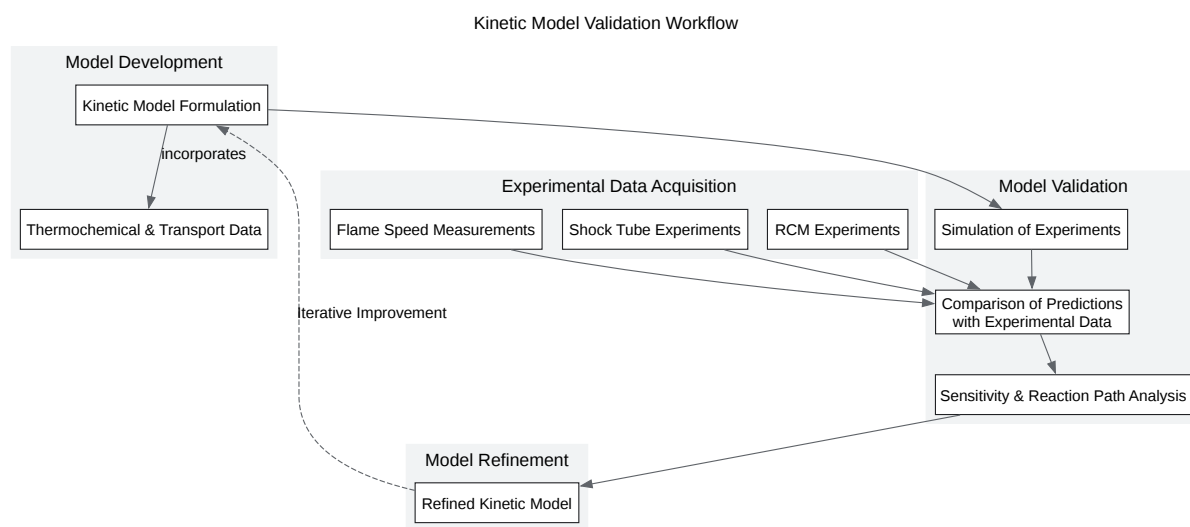 Kinetic Model Validation Workflow
Model Development
Kinetic Model Formulation
incorporates
Thermochemical & Transport Data
Experimental Data Acquisition
Flame Speed Measurements
Shock Tube Experiments
RCM Experiments
Model Validation
Simulation of Experiments
Comparison of Predictions
with Experimental Data
Sensitivity & Reaction Path Analysis
Iterative Improvement
Model Refinement
Refined Kinetic Model